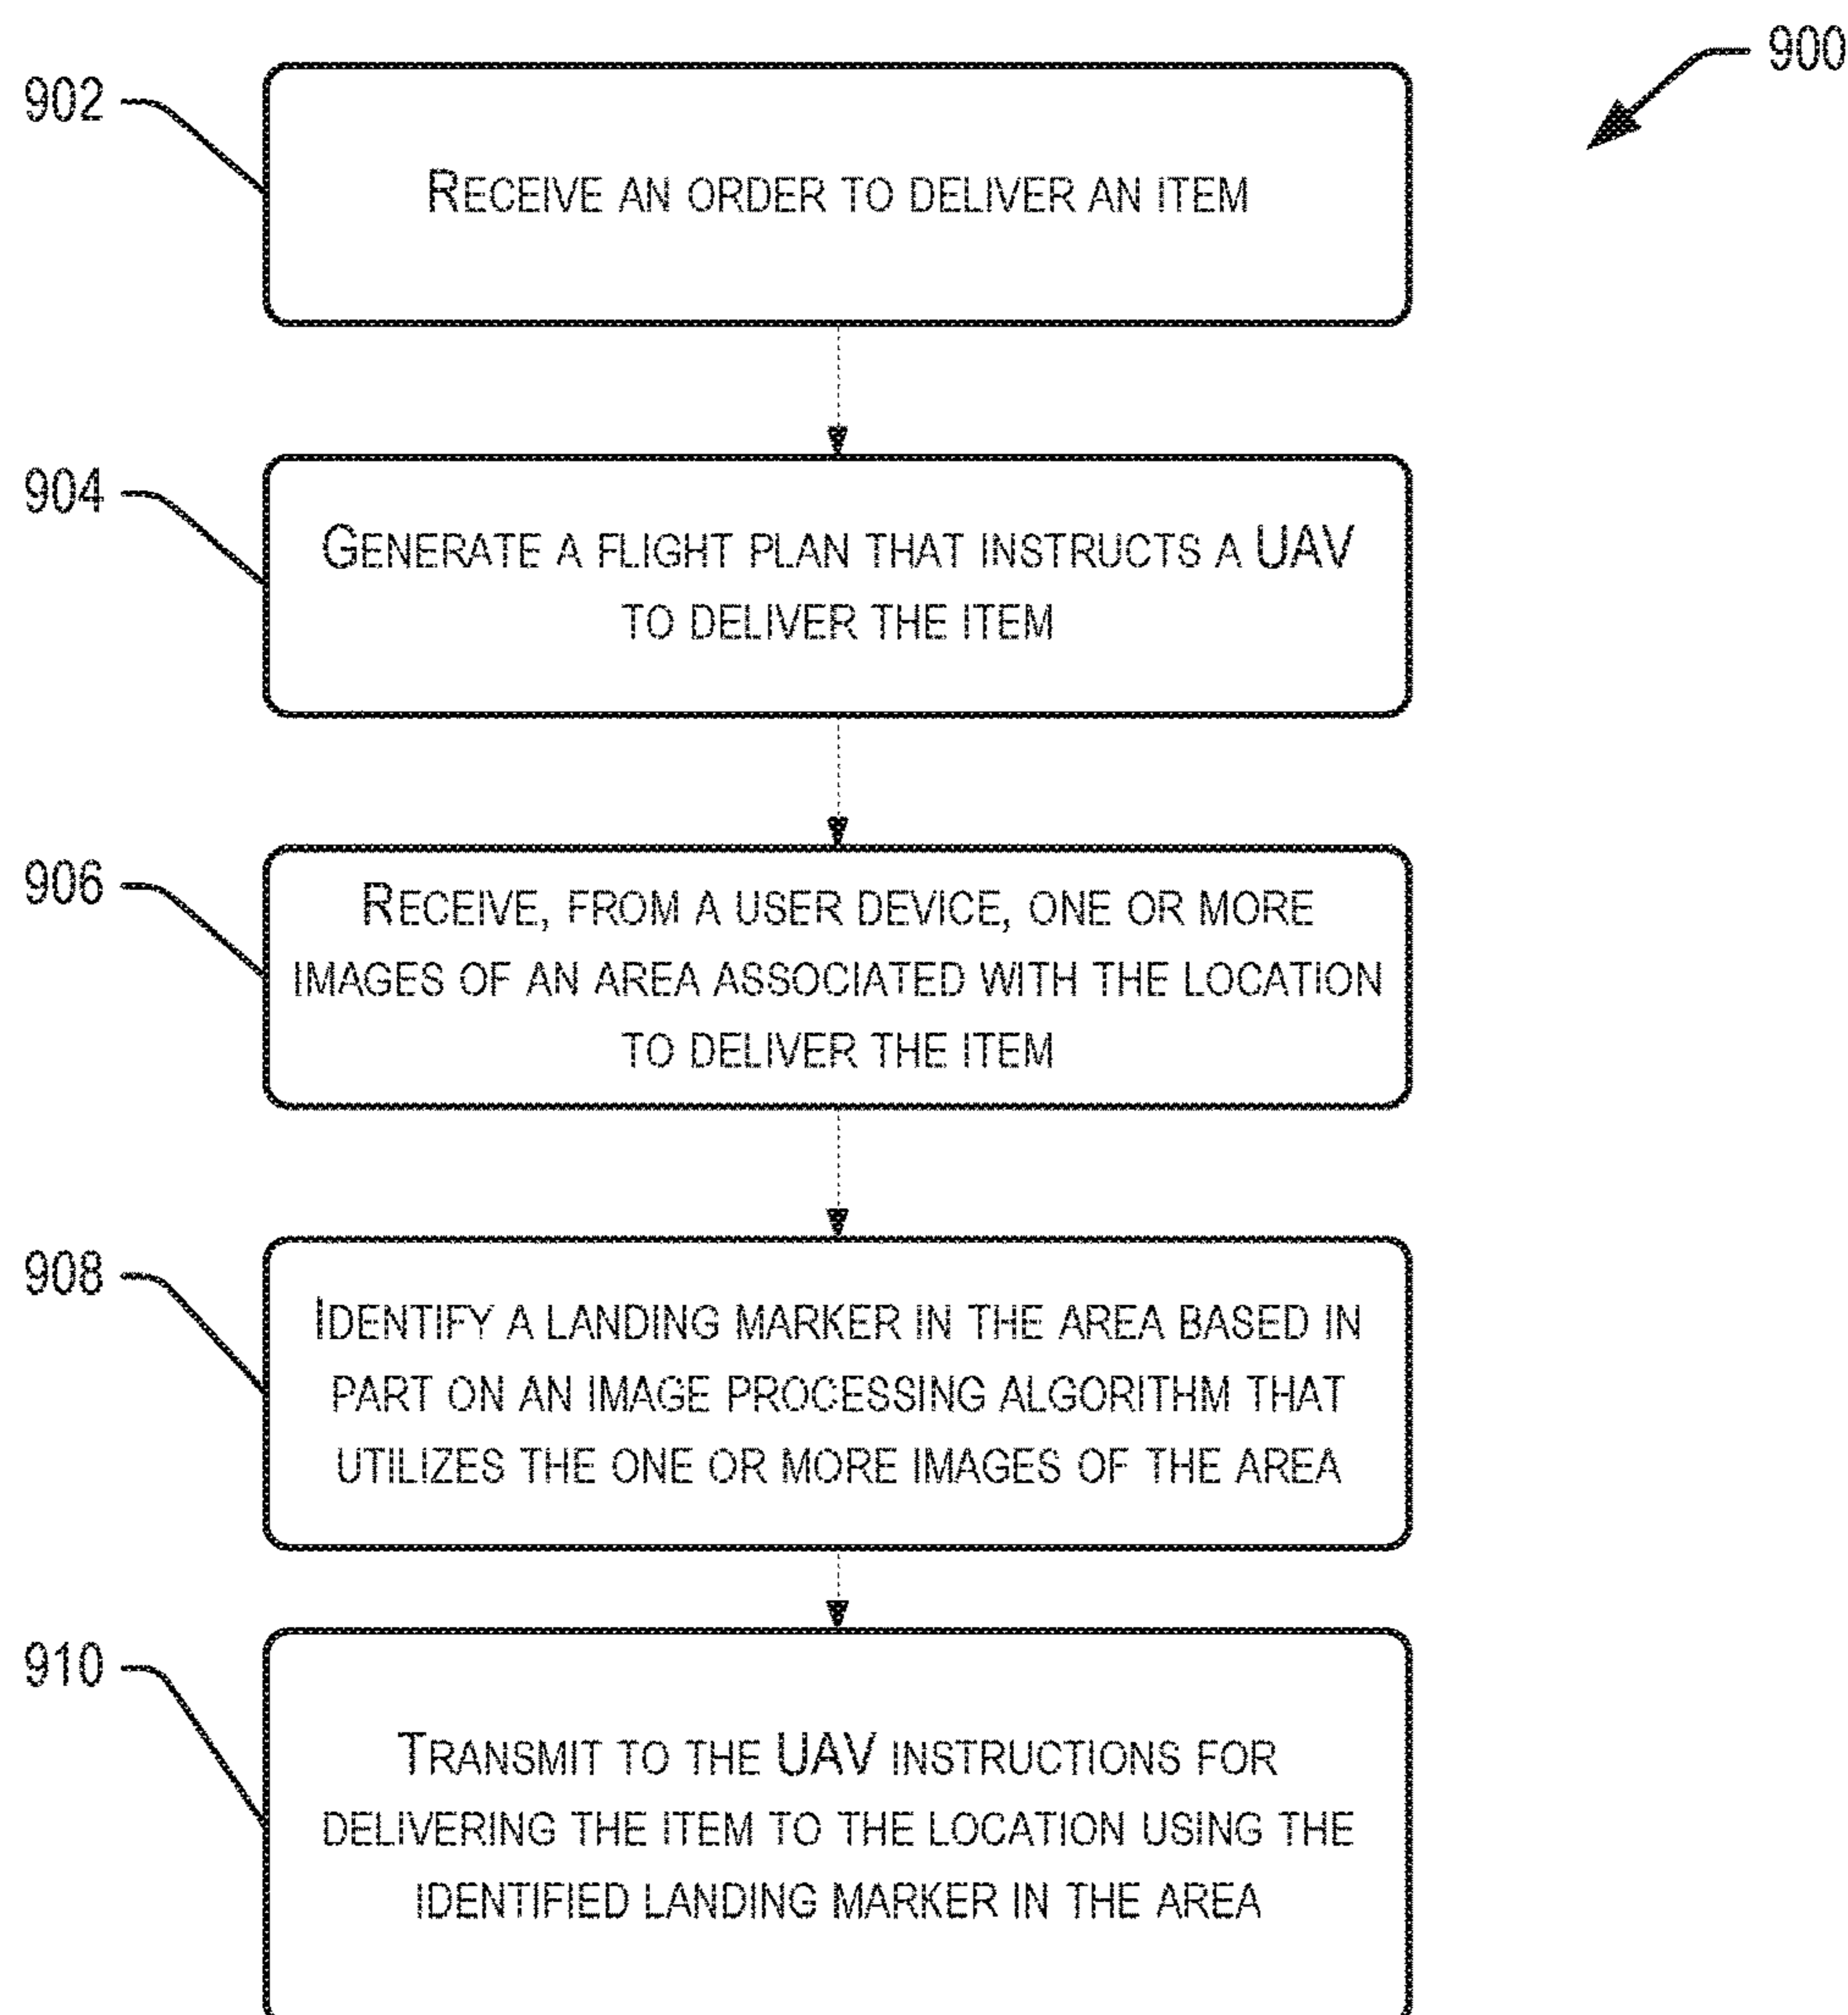 900
902
RECEIVE AN ORDER TO DELIVER AN ITEM
904
GENERATE A FLIGHT PLAN THAT INSTRUCTS A UAV
TO DELIVER THE ITEM
906
RECEIVE, FROM A USER DEVICE, ONE OR MORE
IMAGES OF AN AREA ASSOCIATED WITH THE LOCATION
TO DELIVER THE ITEM
908
IDENTIFY A LANDING MARKER IN THE AREA BASED IN
PART ON AN IMAGE PROCESSING ALGORITHM THAT
UTILIZES THE ONE OR MORE IMAGES OF THE AREA
910
TRANSMIT TO THE UAV INSTRUCTIONS FOR
DELIVERING THE ITEM TO THE LOCATION USING THE
IDENTIFIED LANDING MARKER IN THE AREA